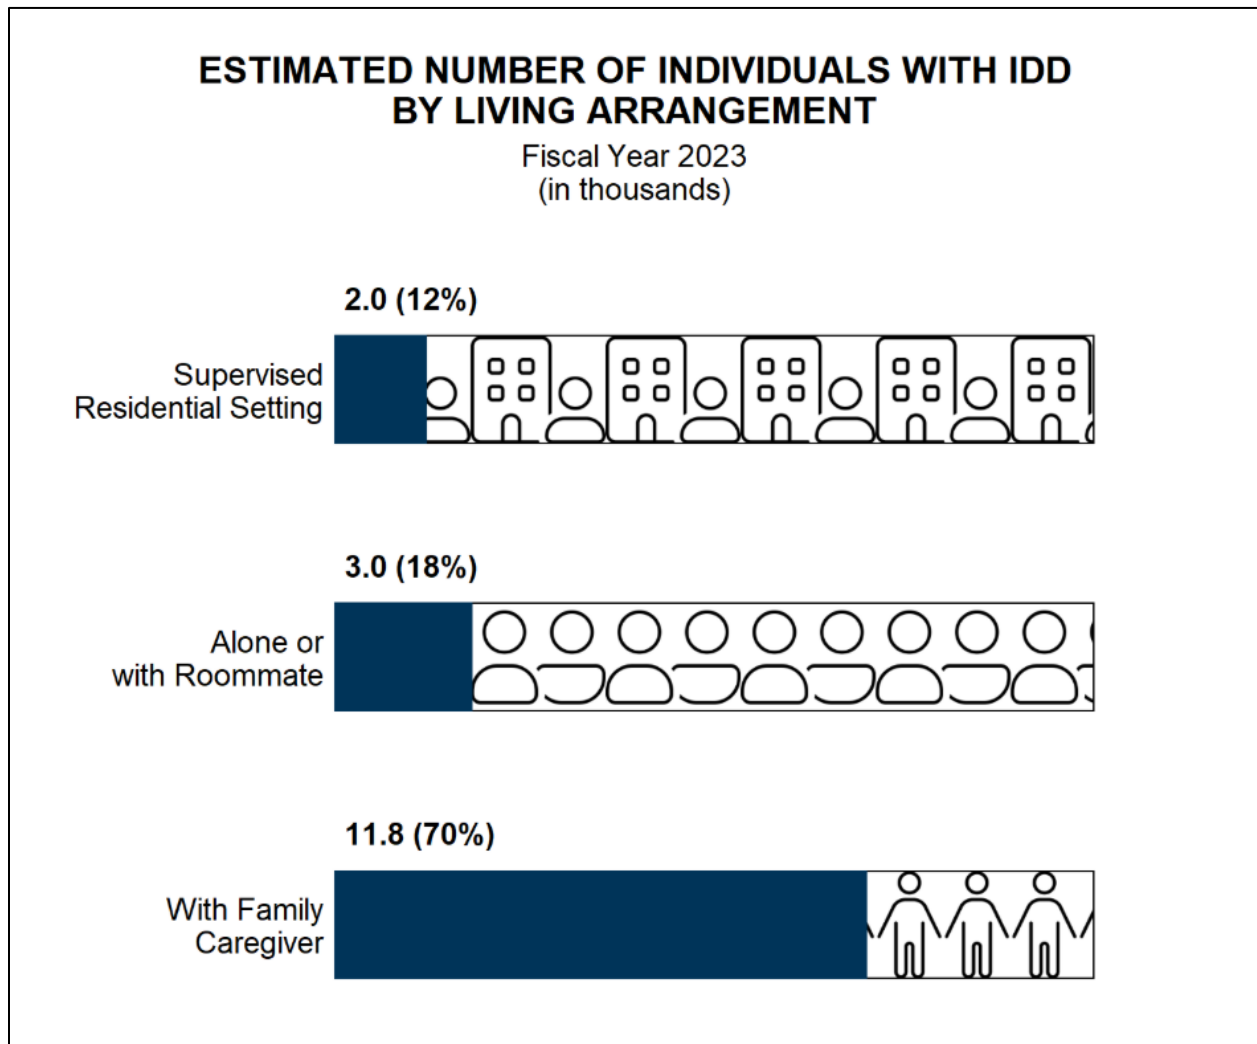 ESTIMATED NUMBER OF INDIVIDUALS WITH IDD
BY LIVING ARRANGEMENT
Fiscal Year 2023
(in thousands)
2.0 (12%)
Supervised
Residential Setting
3.0 (18%)
Alone or
with Roommate
11.8 (70%)
With Family
Caregiver